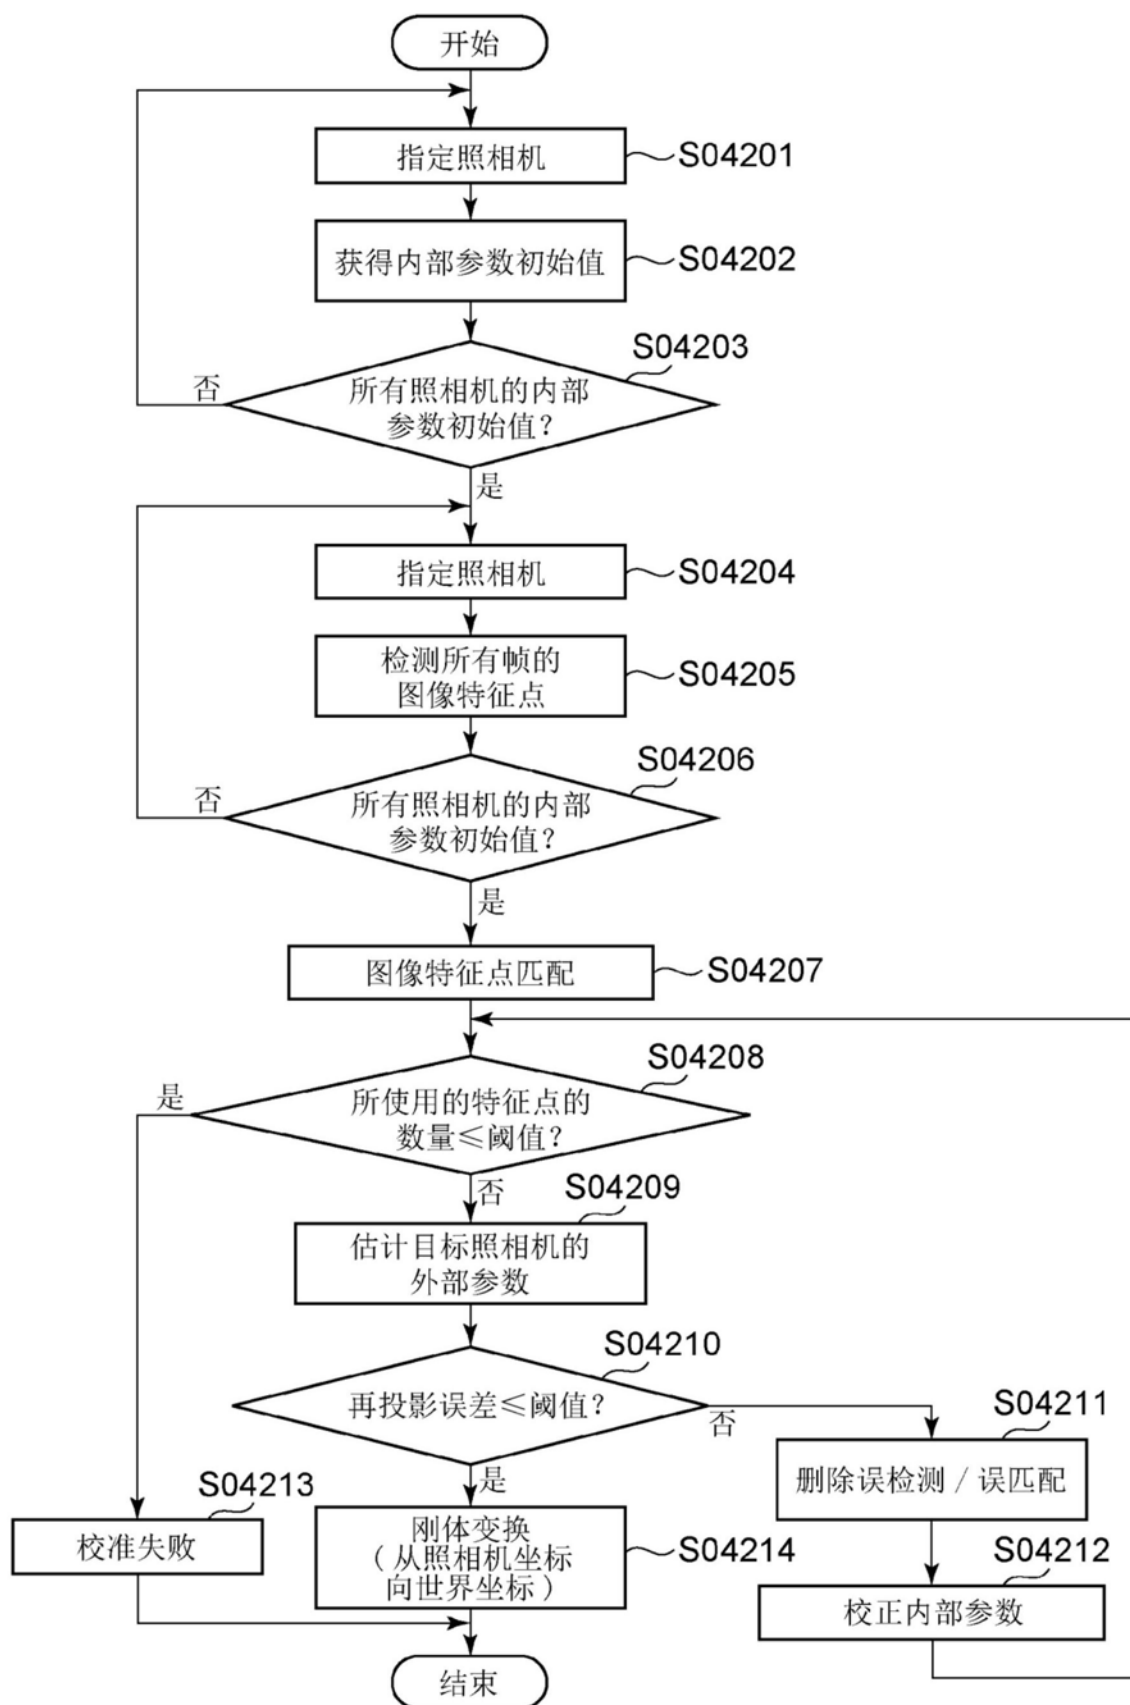 开始
指定照相机
S04201
获得内部参数初始值
S04202
S04203
所有照相机的内部
参数初始值？
否
是
指定照相机
S04204
检测所有帧的
图像特征点
S04205
S04206
所有照相机的内部
参数初始值？
否
是
图像特征点匹配
S04207
S04208
所使用的特征点的
数量≤阈值？
是
否
S04209
估计目标照相机的
外部参数
S04210
再投影误差≤阈值？
否
是
S04211
删除误检测 / 误匹配
S04212
校正内部参数
S04213
校准失败
刚体变换
（从照相机坐标
向世界坐标）
S04214
结束